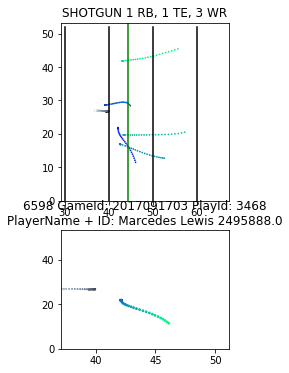 SHOTGUN 1 RB, 1 TE, 3 WR
50
40
30
20
10
0
30 40 50 60
6598 GameId: 2017091703 PlayId: 3468
PlayerName + ID: Marcedes Lewis 2495888.0
40
20
0
40 45 50